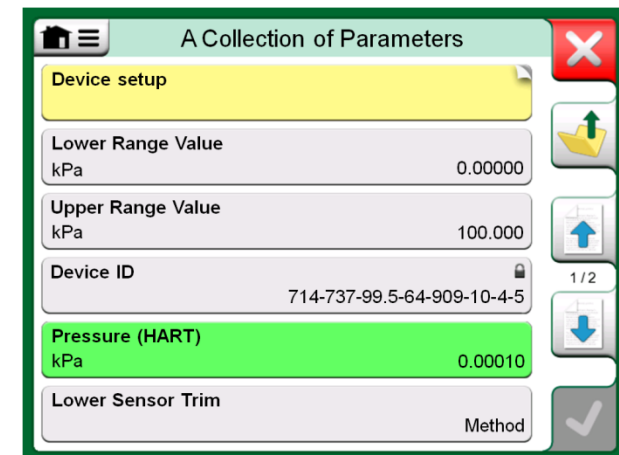 A Collection of Parameters
Device setup
Lower Range Value
kPa 0.00000
Upper Range Value
kPa 100.000
Device ID
714-737-99.5-64-909-10-4-5
1/2
Pressure (HART)
kPa 0.00010
Lower Sensor Trim
Method